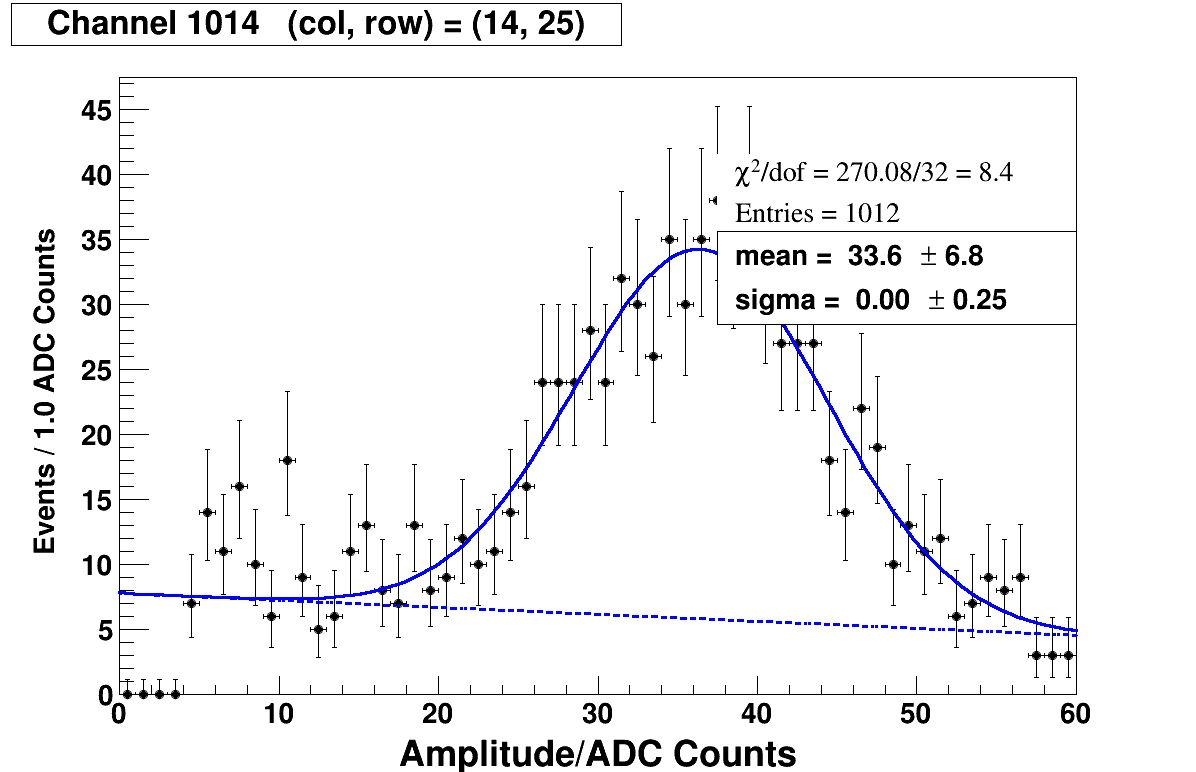 Channel 1014 (col, row) = (14, 25)
χ²/dof = 270.08/32 = 8.4
Entries = 1012
mean = 33.6 ± 6.8
sigma = 0.00 ± 0.25
Events / 1.0 ADC Counts
45
40
35
30
25
20
15
10
5
0
0 10 20 30 40 50 60
Amplitude/ADC Counts